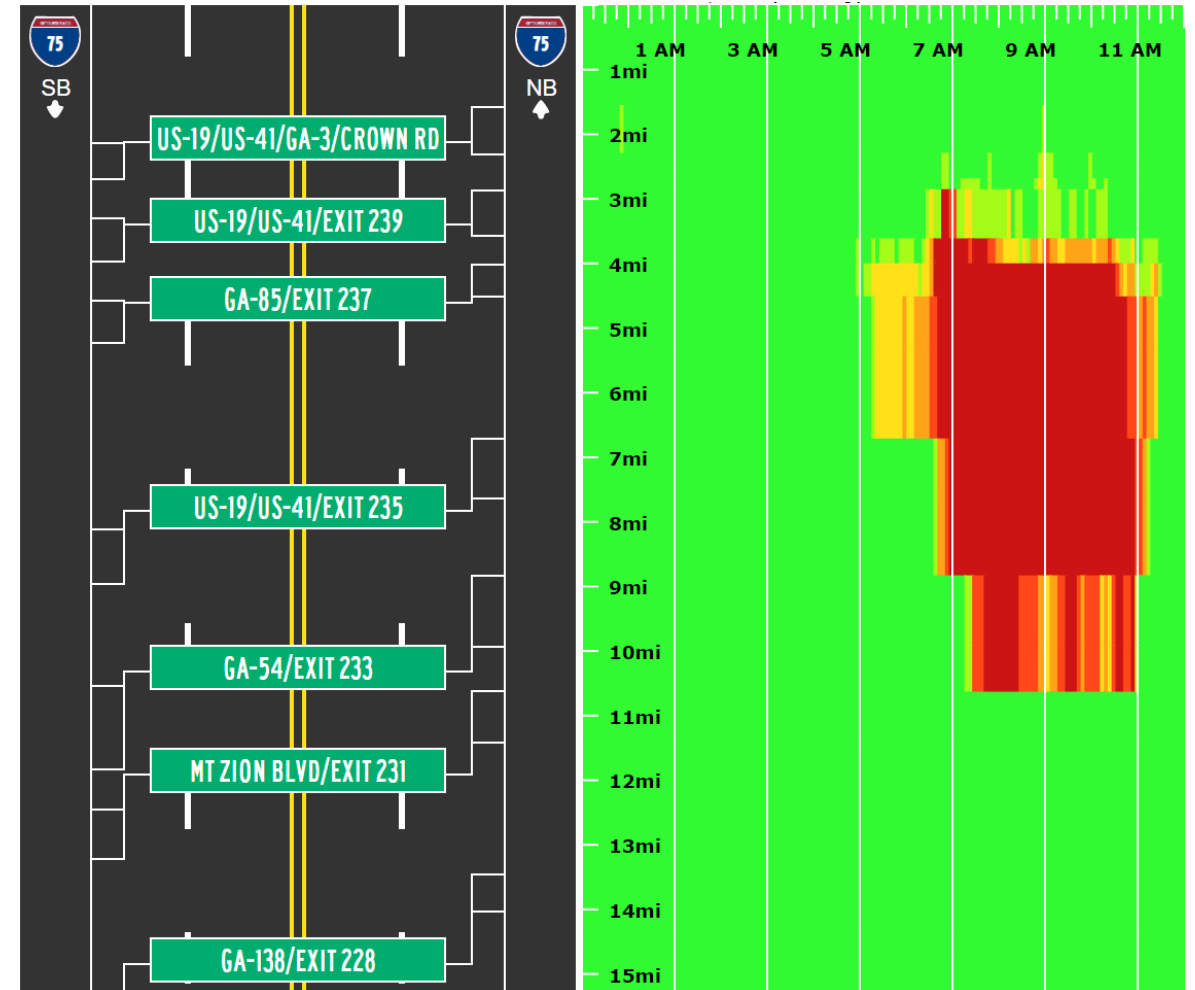 75
SB
75
NB
US-19/US-41/GA-3/CROWN RD
US-19/US-41/EXIT 239
GA-85/EXIT 237
US-19/US-41/EXIT 235
GA-54/EXIT 233
MT ZION BLVD/EXIT 231
GA-138/EXIT 228
1 AM 3 AM 5 AM 7 AM 9 AM 11 AM
1mi
2mi
3mi
4mi
5mi
6mi
7mi
8mi
9mi
10mi
11mi
12mi
13mi
14mi
15mi